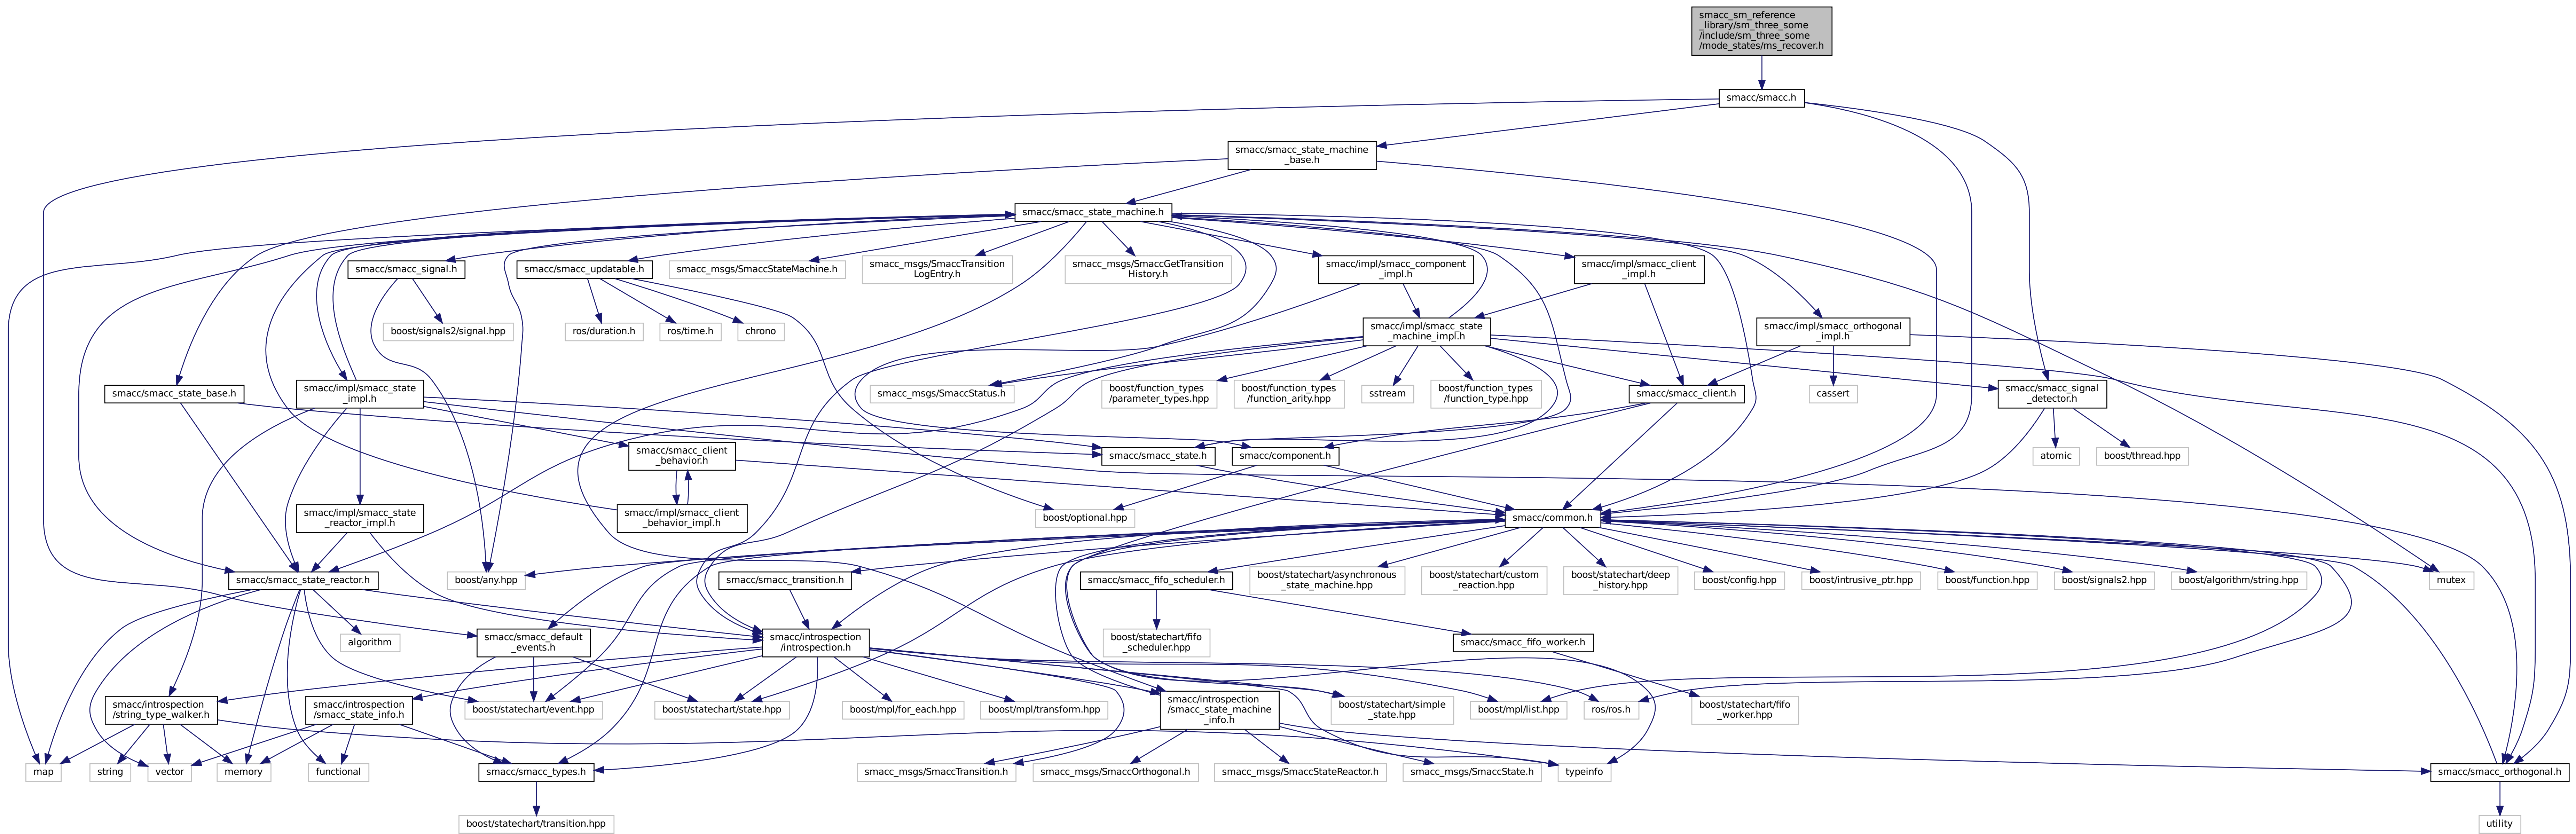 smacc_sm_reference
_library/sm_three_some
/include/sm_three_some
/mode_states/ms_recover.h
smacc/smacc.h
smacc/smacc_state_machine
_base.h
smacc/smacc_state_machine.h
smacc/smacc_signal.h
smacc/smacc_updatable.h
smacc_msgs/SmaccStateMachine.h
smacc_msgs/SmaccTransition
LogEntry.h
smacc_msgs/SmaccGetTransition
History.h
smacc/impl/smacc_component
_impl.h
smacc/impl/smacc_client
_impl.h
boost/signals2/signal.hpp
ros/duration.h
ros/time.h
chrono
smacc/impl/smacc_state
_machine_impl.h
smacc/impl/smacc_orthogonal
_impl.h
smacc/smacc_state_base.h
smacc/impl/smacc_state
_impl.h
smacc_msgs/SmaccStatus.h
boost/function_types
/parameter_types.hpp
boost/function_types
/function_arity.hpp
sstream
boost/function_types
/function_type.hpp
smacc/smacc_client.h
cassert
smacc/smacc_signal
_detector.h
smacc/smacc_client
_behavior.h
smacc/smacc_state.h
smacc/component.h
atomic
boost/thread.hpp
smacc/impl/smacc_state
_reactor_impl.h
smacc/impl/smacc_client
_behavior_impl.h
boost/optional.hpp
smacc/common.h
smacc/smacc_state_reactor.h
boost/any.hpp
smacc/smacc_transition.h
smacc/smacc_fifo_scheduler.h
boost/statechart/asynchronous
_state_machine.hpp
boost/statechart/custom
_reaction.hpp
boost/statechart/deep
_history.hpp
boost/config.hpp
boost/intrusive_ptr.hpp
boost/function.hpp
boost/signals2.hpp
boost/algorithm/string.hpp
mutex
algorithm
smacc/smacc_default
_events.h
smacc/introspection
/introspection.h
boost/statechart/fifo
_scheduler.hpp
smacc/smacc_fifo_worker.h
smacc/introspection
/string_type_walker.h
smacc/introspection
/smacc_state_info.h
boost/statechart/event.hpp
boost/statechart/state.hpp
boost/mpl/for_each.hpp
boost/mpl/transform.hpp
smacc/introspection
/smacc_state_machine
_info.h
boost/statechart/simple
_state.hpp
boost/mpl/list.hpp
ros/ros.h
boost/statechart/fifo
_worker.hpp
map
string
vector
memory
functional
smacc/smacc_types.h
smacc_msgs/SmaccTransition.h
smacc_msgs/SmaccOrthogonal.h
smacc_msgs/SmaccStateReactor.h
smacc_msgs/SmaccState.h
typeinfo
smacc/smacc_orthogonal.h
boost/statechart/transition.hpp
utility